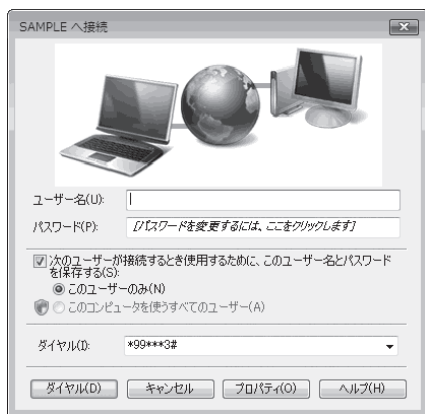 SAMPLE へ接続
ユーザー名(U):
パスワード(P):
[パスワードを変更するには、ここをクリックします]
次のユーザーが接続するとき使用するために、このユーザー名とパスワード
を保存する(S):
このユーザーのみ(N)
このコンピュータを使うすべてのユーザー(A)
ダイヤル(I):
*99***3#
ダイヤル(D)
キャンセル
プロパティ(O)
ヘルプ(H)